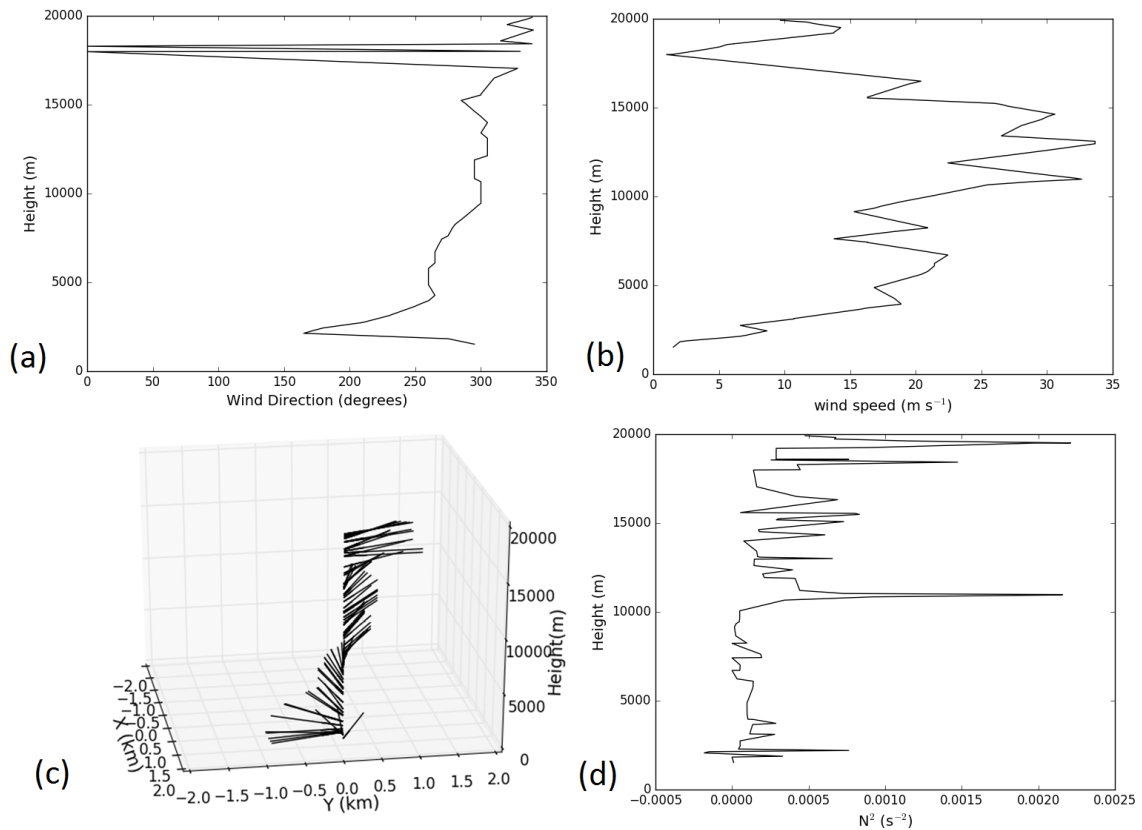 20000
15000
10000
5000
0
Height (m)
0 50 100 150 200 250 300 350
Wind Direction (degrees)
(a)
20000
15000
10000
5000
0
Height (m)
0 5 10 15 20 25 30 35
wind speed (m s⁻¹)
(b)
20000
15000
10000
5000
0
Height(m)
−2.0
−1.5
−1.0
−0.5
0.0
0.5
1.0
1.5
2.0
X (km)
−2.0 −1.5 −1.0 −0.5 0.0 0.5 1.0 1.5 2.0
Y (km)
(c)
20000
15000
10000
5000
0
Height (m)
−0.0005 0.0000 0.0005 0.0010 0.0015 0.0020 0.0025
N² (s⁻²)
(d)